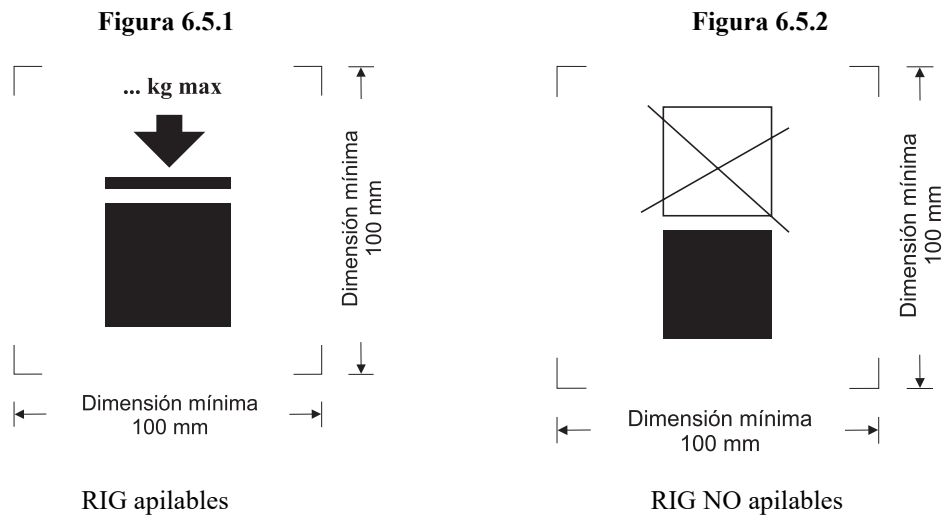 Figura 6.5.1
... kg max
Dimensión mínima
100 mm
Dimensión mínima
100 mm
RIG apilables
Figura 6.5.2
Dimensión mínima
100 mm
Dimensión mínima
100 mm
RIG NO apilables